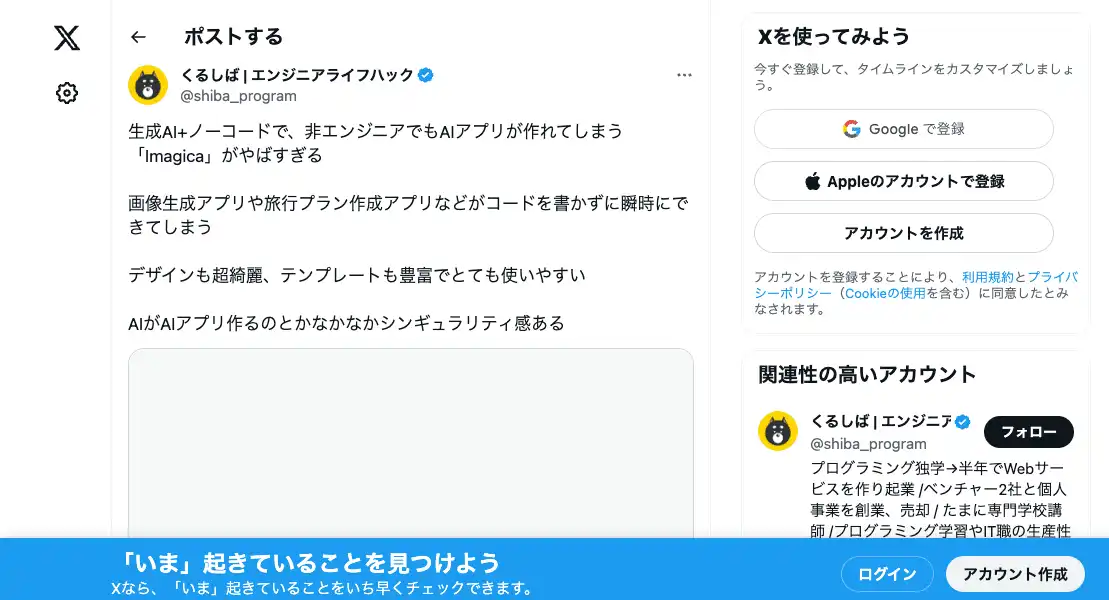 ポストする
くるしば | エンジニアライフハック
@shiba_program
生成AI+ノーコードで、非エンジニアでもAIアプリが作れてしまう
「Imagica」がやばすぎる
画像生成アプリや旅行プラン作成アプリなどがコードを書かずに瞬時にで
きてしまう
デザインも超綺麗、テンプレートも豊富でとても使いやすい
AIがAIアプリ作るのとかなかなかシンギュラリティ感ある
Xを使ってみよう
今すぐ登録して、タイムラインをカスタマイズしましょ
う。
Google で登録
Appleのアカウントで登録
アカウントを作成
アカウントを登録することにより、利用規約とプライバ
シーポリシー（Cookieの使用を含む）に同意したとみ
なされます。
関連性の高いアカウント
くるしば | エンジニア
@shiba_program
フォロー
プログラミング独学→半年でWebサー
ビスを作り起業 /ベンチャー2社と個人
事業を創業、売却 / たまに専門学校講
師 /プログラミング学習やIT職の生産性
「いま」起きていることを見つけよう
Xなら、「いま」起きていることをいち早くチェックできます。
ログイン
アカウント作成